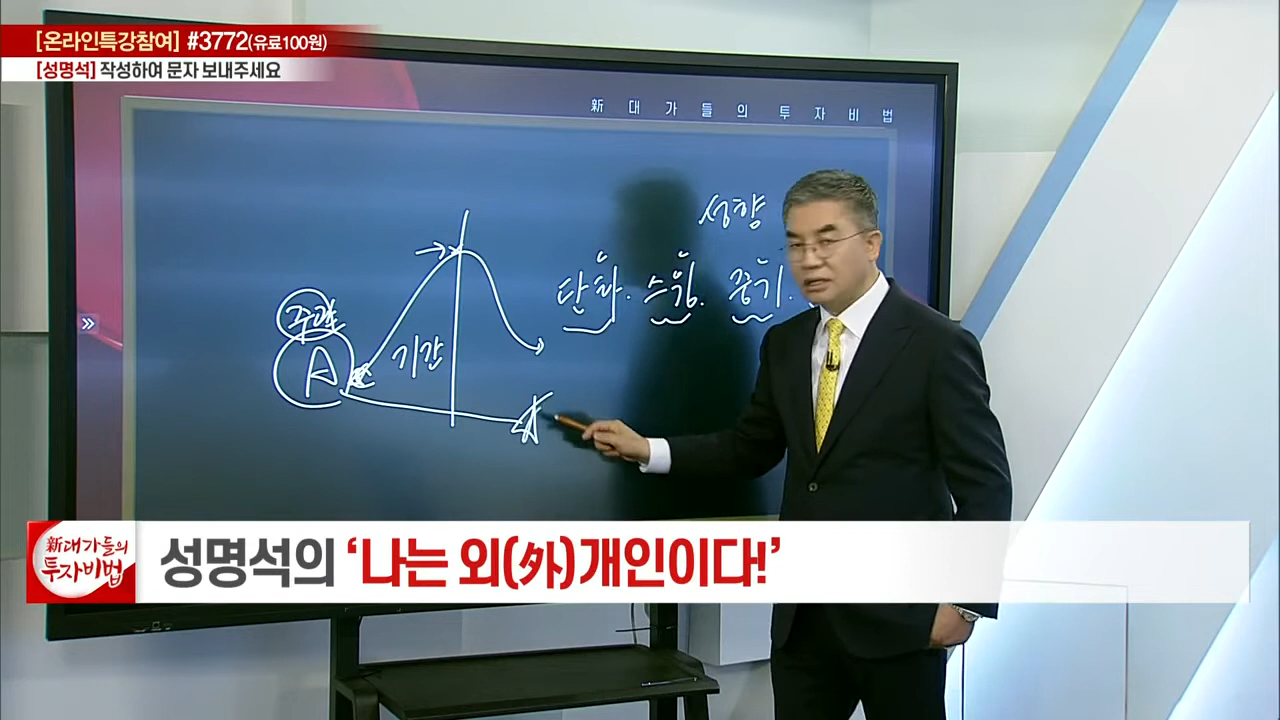 [온라인특강참여] #3772(유료100원)
[성명석] 작성하여 문자 보내주세요
新 대 가 들 의 투 자 비 법
성향
단타. 스윙. 중기.
A
기간
新대가들의
투자비법
성명석의 ‘나는 외(外)개인이다!’